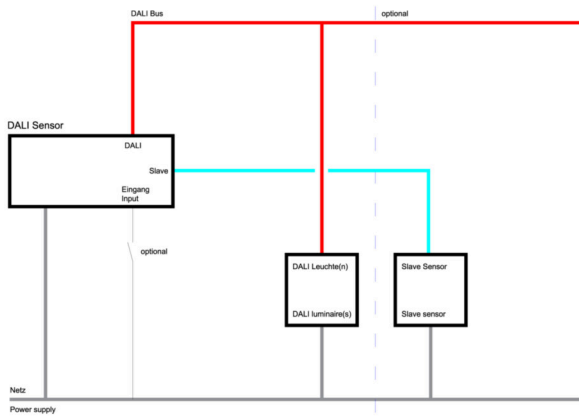 DALI Bus
optional
DALI Sensor
DALI
Slave
Eingang
Input
optional
DALI Leuchte(n)
DALI luminaire(s)
Slave Sensor
Slave sensor
Netz
Power supply